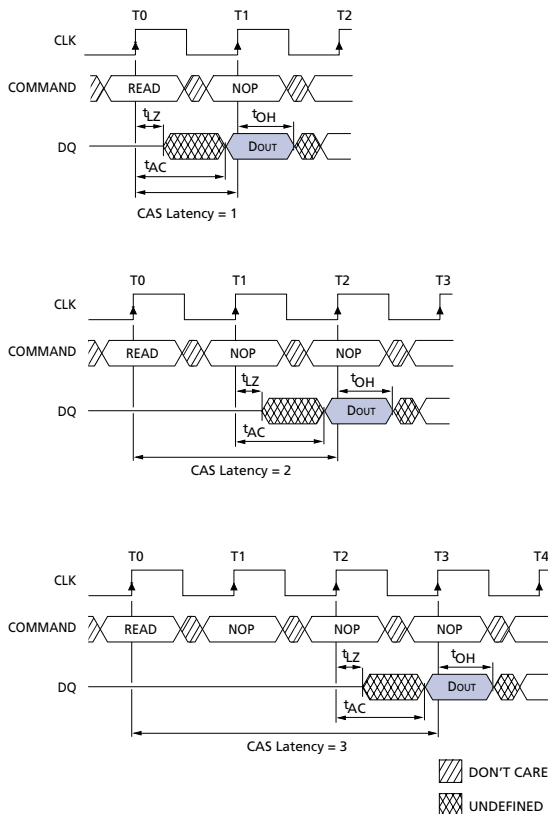 T0 T1 T2
CLK
COMMAND READ NOP
tLZ tOH
DQ DOUT
tAC
CAS Latency = 1
T0 T1 T2 T3
CLK
COMMAND READ NOP NOP
tLZ tOH
DQ DOUT
tAC
CAS Latency = 2
T0 T1 T2 T3 T4
CLK
COMMAND READ NOP NOP NOP
tLZ tOH
DQ DOUT
tAC
CAS Latency = 3
DON'T CARE
UNDEFINED